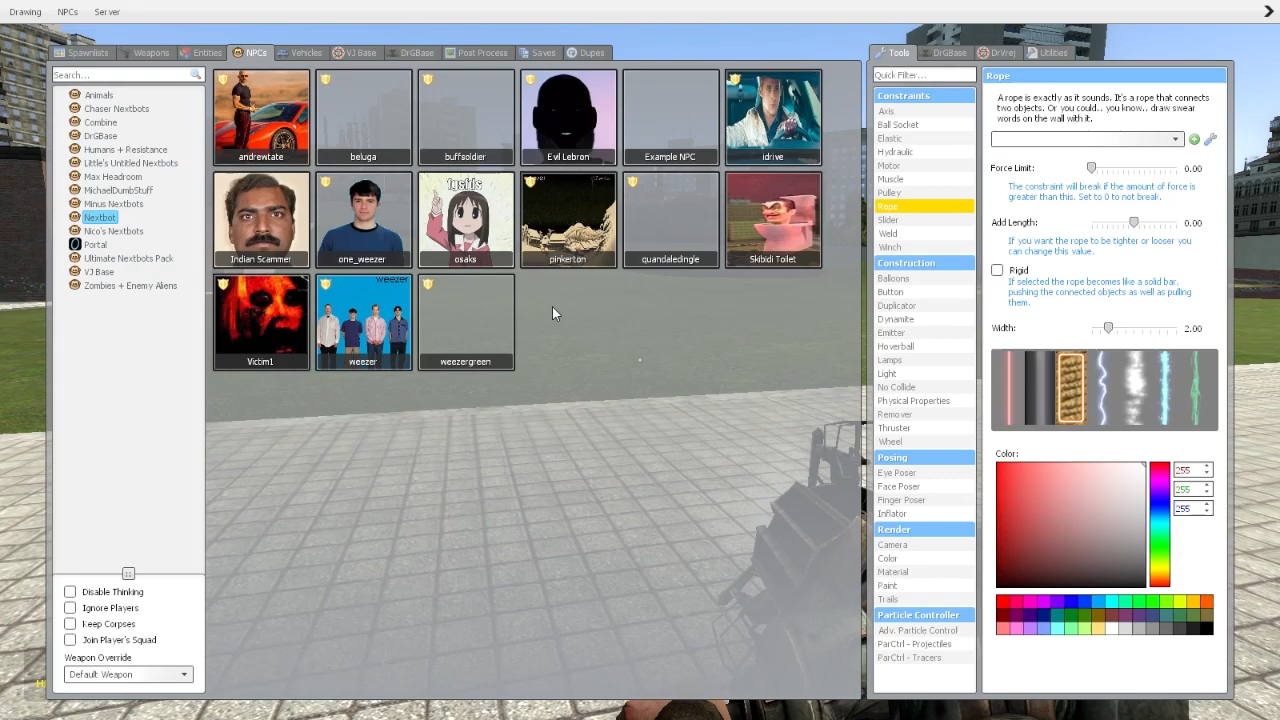 Drawing NPCs Server
Spawnlists Weapons Entities NPCs Vehicles VJ Base DrGBase Post Process Saves Dupes
Search...
Animals
Chaser Nextbots
Combine
DrGBase
Humans + Resistance
Little's Untitled Nextbots
Max Headroom
MichaelDumbStuff
Minus Nextbots
Nextbot
Nico's Nextbots
Portal
Ultimate Nextbots Pack
VJ Base
Zombies + Enemy Aliens
Disable Thinking
Ignore Players
Keep Corpses
Join Player's Squad
Weapon Override
Default Weapon
andrewtate
beluga
buffsoldier
Evil Lebron
Example NPC
idrive
Indian Scammer
one_weezer
osaks
pinkerton
quandaledingle
Skibidi Toilet
Victim1
weezer
weezer
weezergreen
Tools DrGBase DrVrej Utilities
Quick Filter...
Constraints
Axis
Ball Socket
Elastic
Hydraulic
Motor
Muscle
Pulley
Rope
Slider
Weld
Winch
Construction
Balloons
Button
Duplicator
Dynamite
Emitter
Hoverball
Lamps
Light
No Collide
Physical Properties
Remover
Thruster
Wheel
Posing
Eye Poser
Face Poser
Finger Poser
Inflator
Render
Camera
Color
Material
Paint
Trails
Particle Controller
Adv. Particle Control
ParCtrl - Projectiles
ParCtrl - Tracers
Rope
A rope is exactly as it sounds. It's a rope that connects
two objects. Or you could.. you know.. draw swear
words on the wall with it.
Force Limit: 0.00
The constraint will break if the amount of force is
greater than this. Set to 0 to not break.
Add Length: 0.00
If you want the rope to be tighter or looser you
can change this value.
Rigid
If selected the rope becomes like a solid bar,
pushing the connected objects as well as pulling
them.
Width: 2.00
Color:
255
255
255